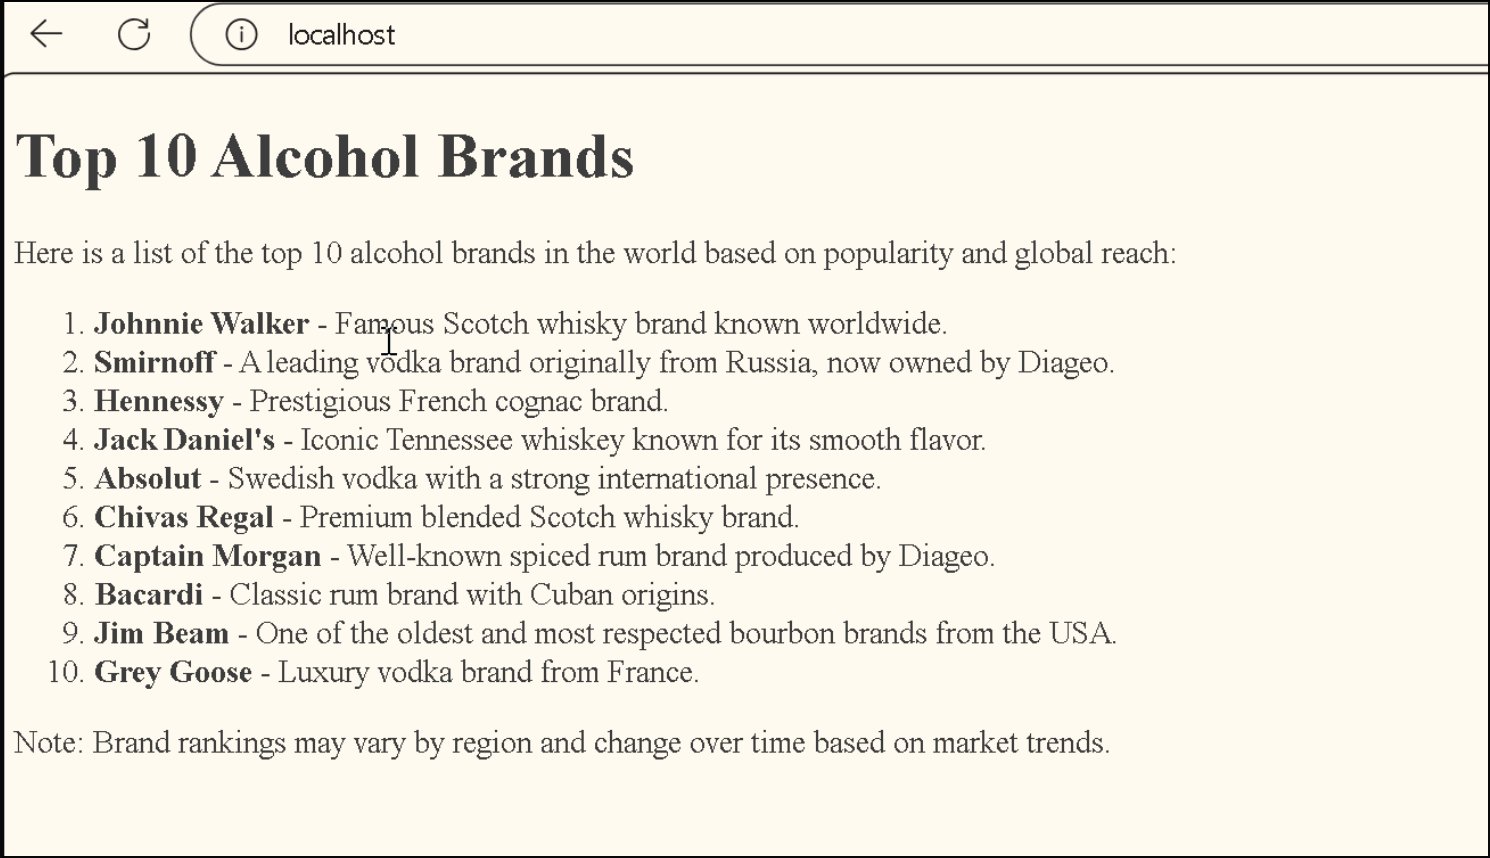 localhost
Top 10 Alcohol Brands
Here is a list of the top 10 alcohol brands in the world based on popularity and global reach:
1. Johnnie Walker - Famous Scotch whisky brand known worldwide.
2. Smirnoff - A leading vodka brand originally from Russia, now owned by Diageo.
3. Hennessy - Prestigious French cognac brand.
4. Jack Daniel's - Iconic Tennessee whiskey known for its smooth flavor.
5. Absolut - Swedish vodka with a strong international presence.
6. Chivas Regal - Premium blended Scotch whisky brand.
7. Captain Morgan - Well-known spiced rum brand produced by Diageo.
8. Bacardi - Classic rum brand with Cuban origins.
9. Jim Beam - One of the oldest and most respected bourbon brands from the USA.
10. Grey Goose - Luxury vodka brand from France.
Note: Brand rankings may vary by region and change over time based on market trends.